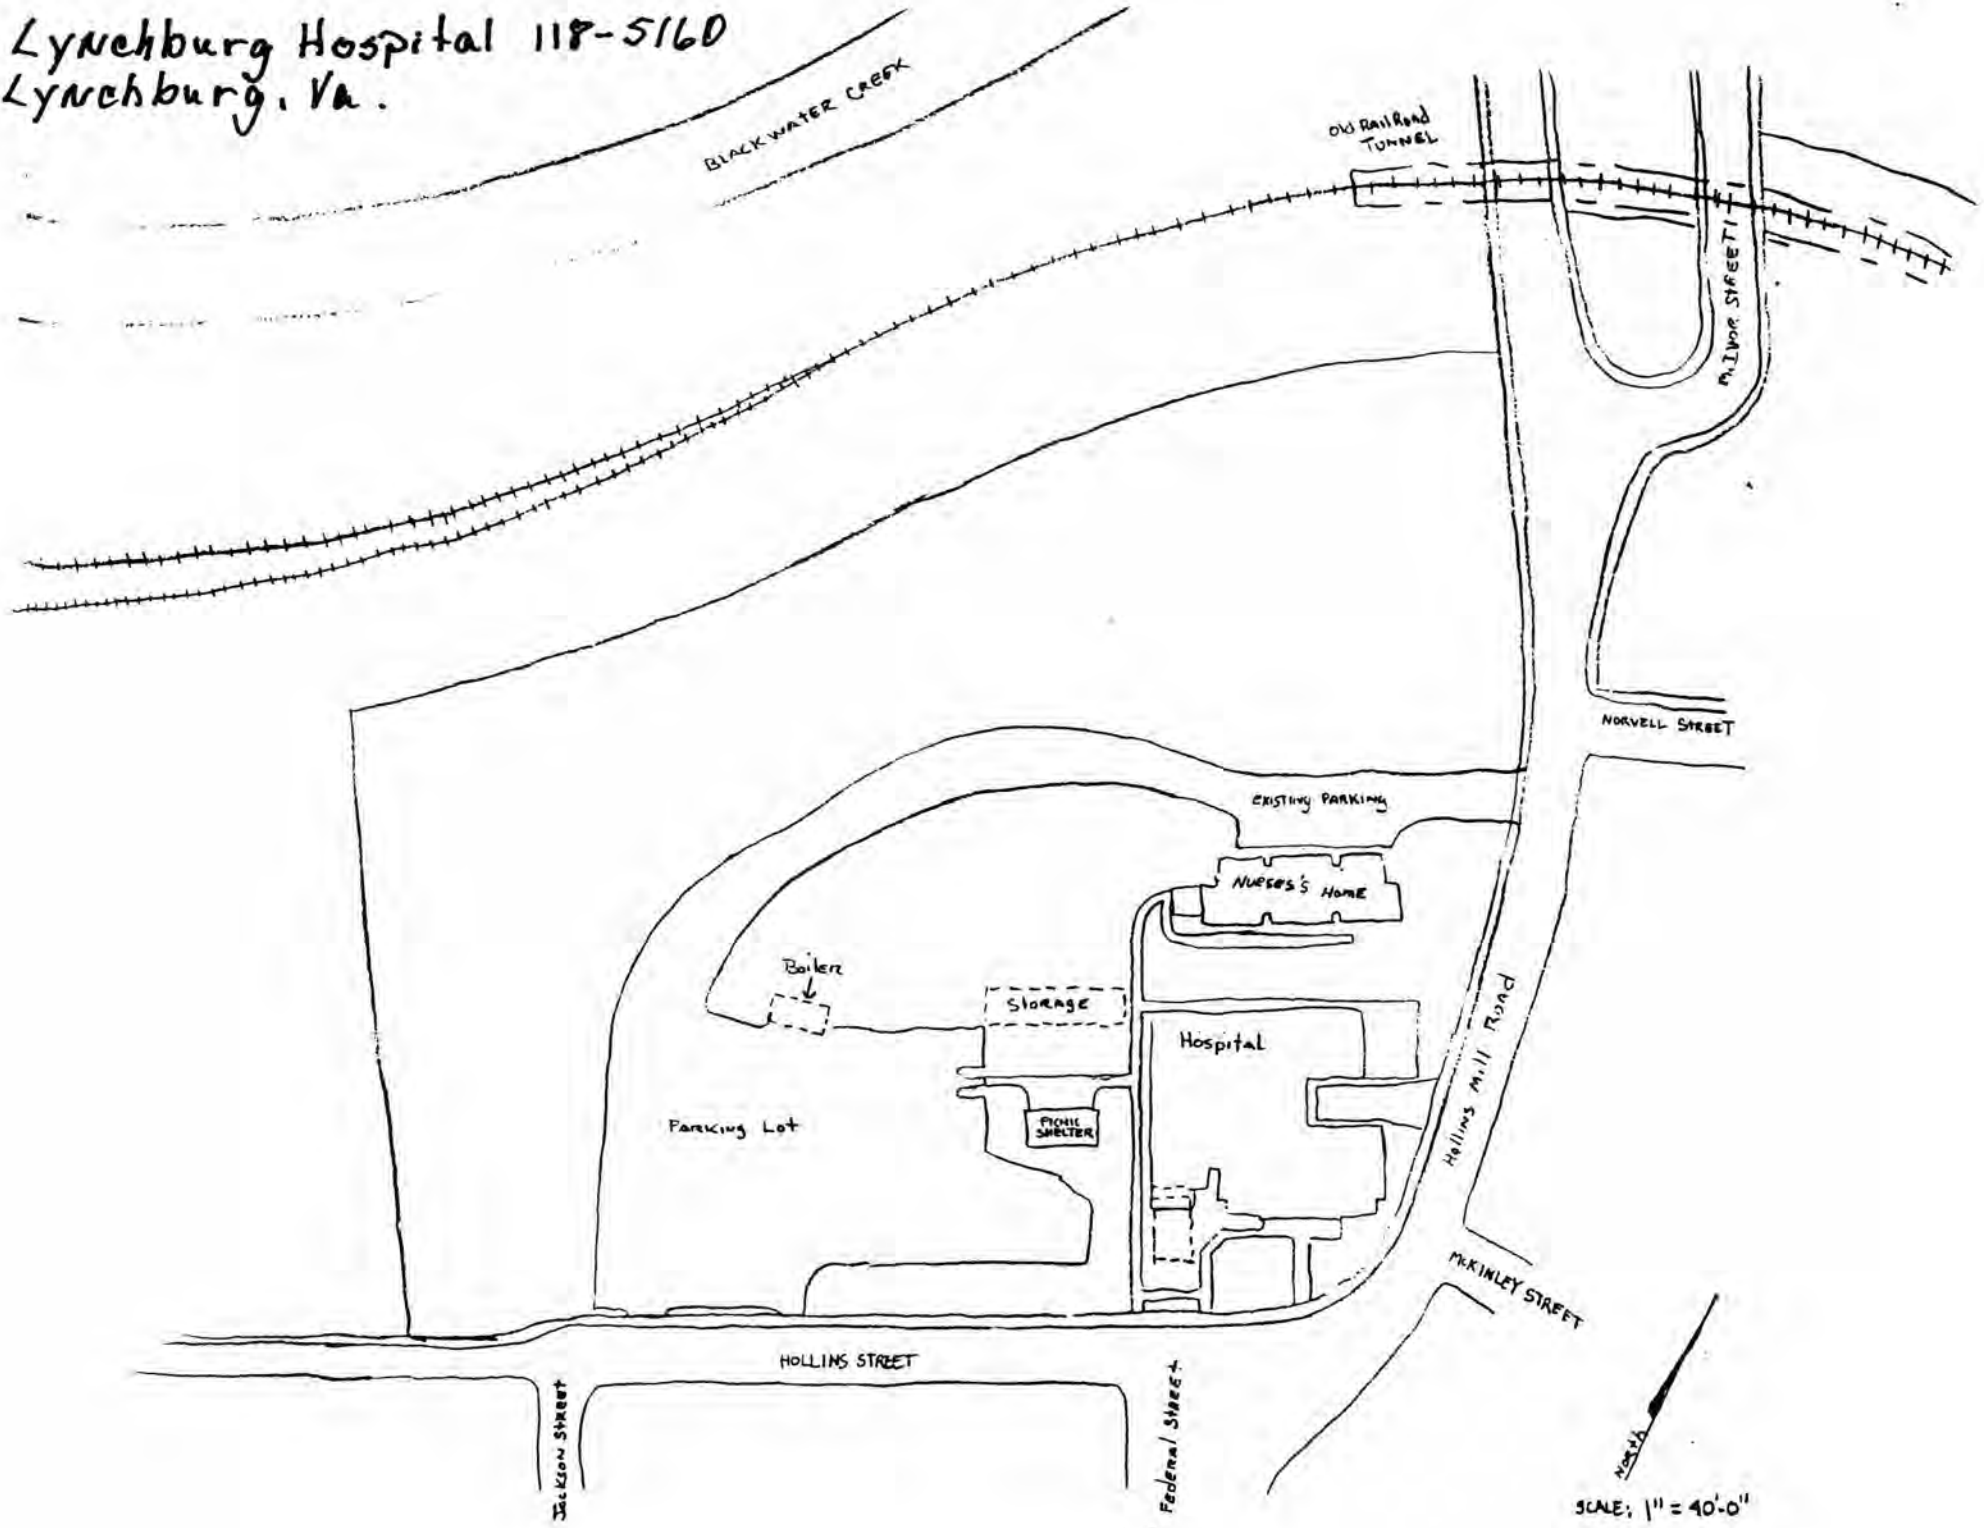 Lynchburg Hospital 118-5160
Lynchburg, Va.
BLACKWATER CREEK
Old RailRoad
TUNNEL
MILDOR STREET
NORVELL STREET
EXISTING PARKING
NURSES'S HOME
Boiler
STORAGE
Hospital
Hollins Mill ROAD
PARKING Lot
PICNIC
SHELTER
McKINLEY STREET
HOLLINS STREET
JACKSON STREET
Federal STREEt
NORTH
SCALE: 1" = 40'-0"